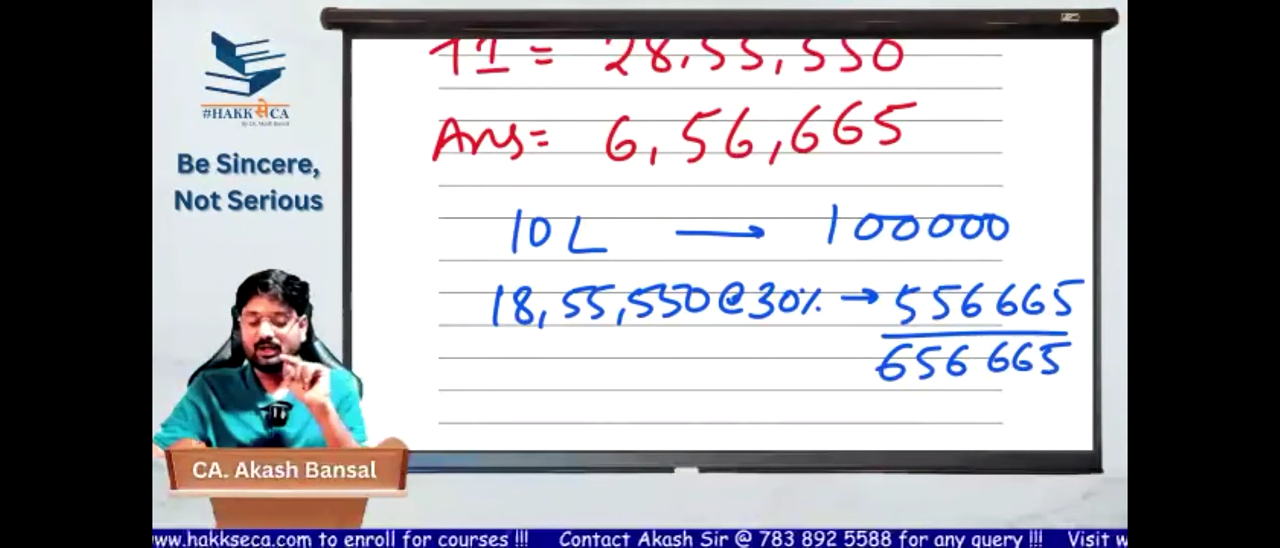 TI = 28,55,550
Ans= 6,56,665
10 L → 100000
18,55,550@30% → 556665
656665
#HAKKसेCA
Be Sincere,
Not Serious
CA. Akash Bansal
www.hakkseca.com to enroll for courses !!! Contact Akash Sir @ 783 892 5588 for any query !!! Visit w